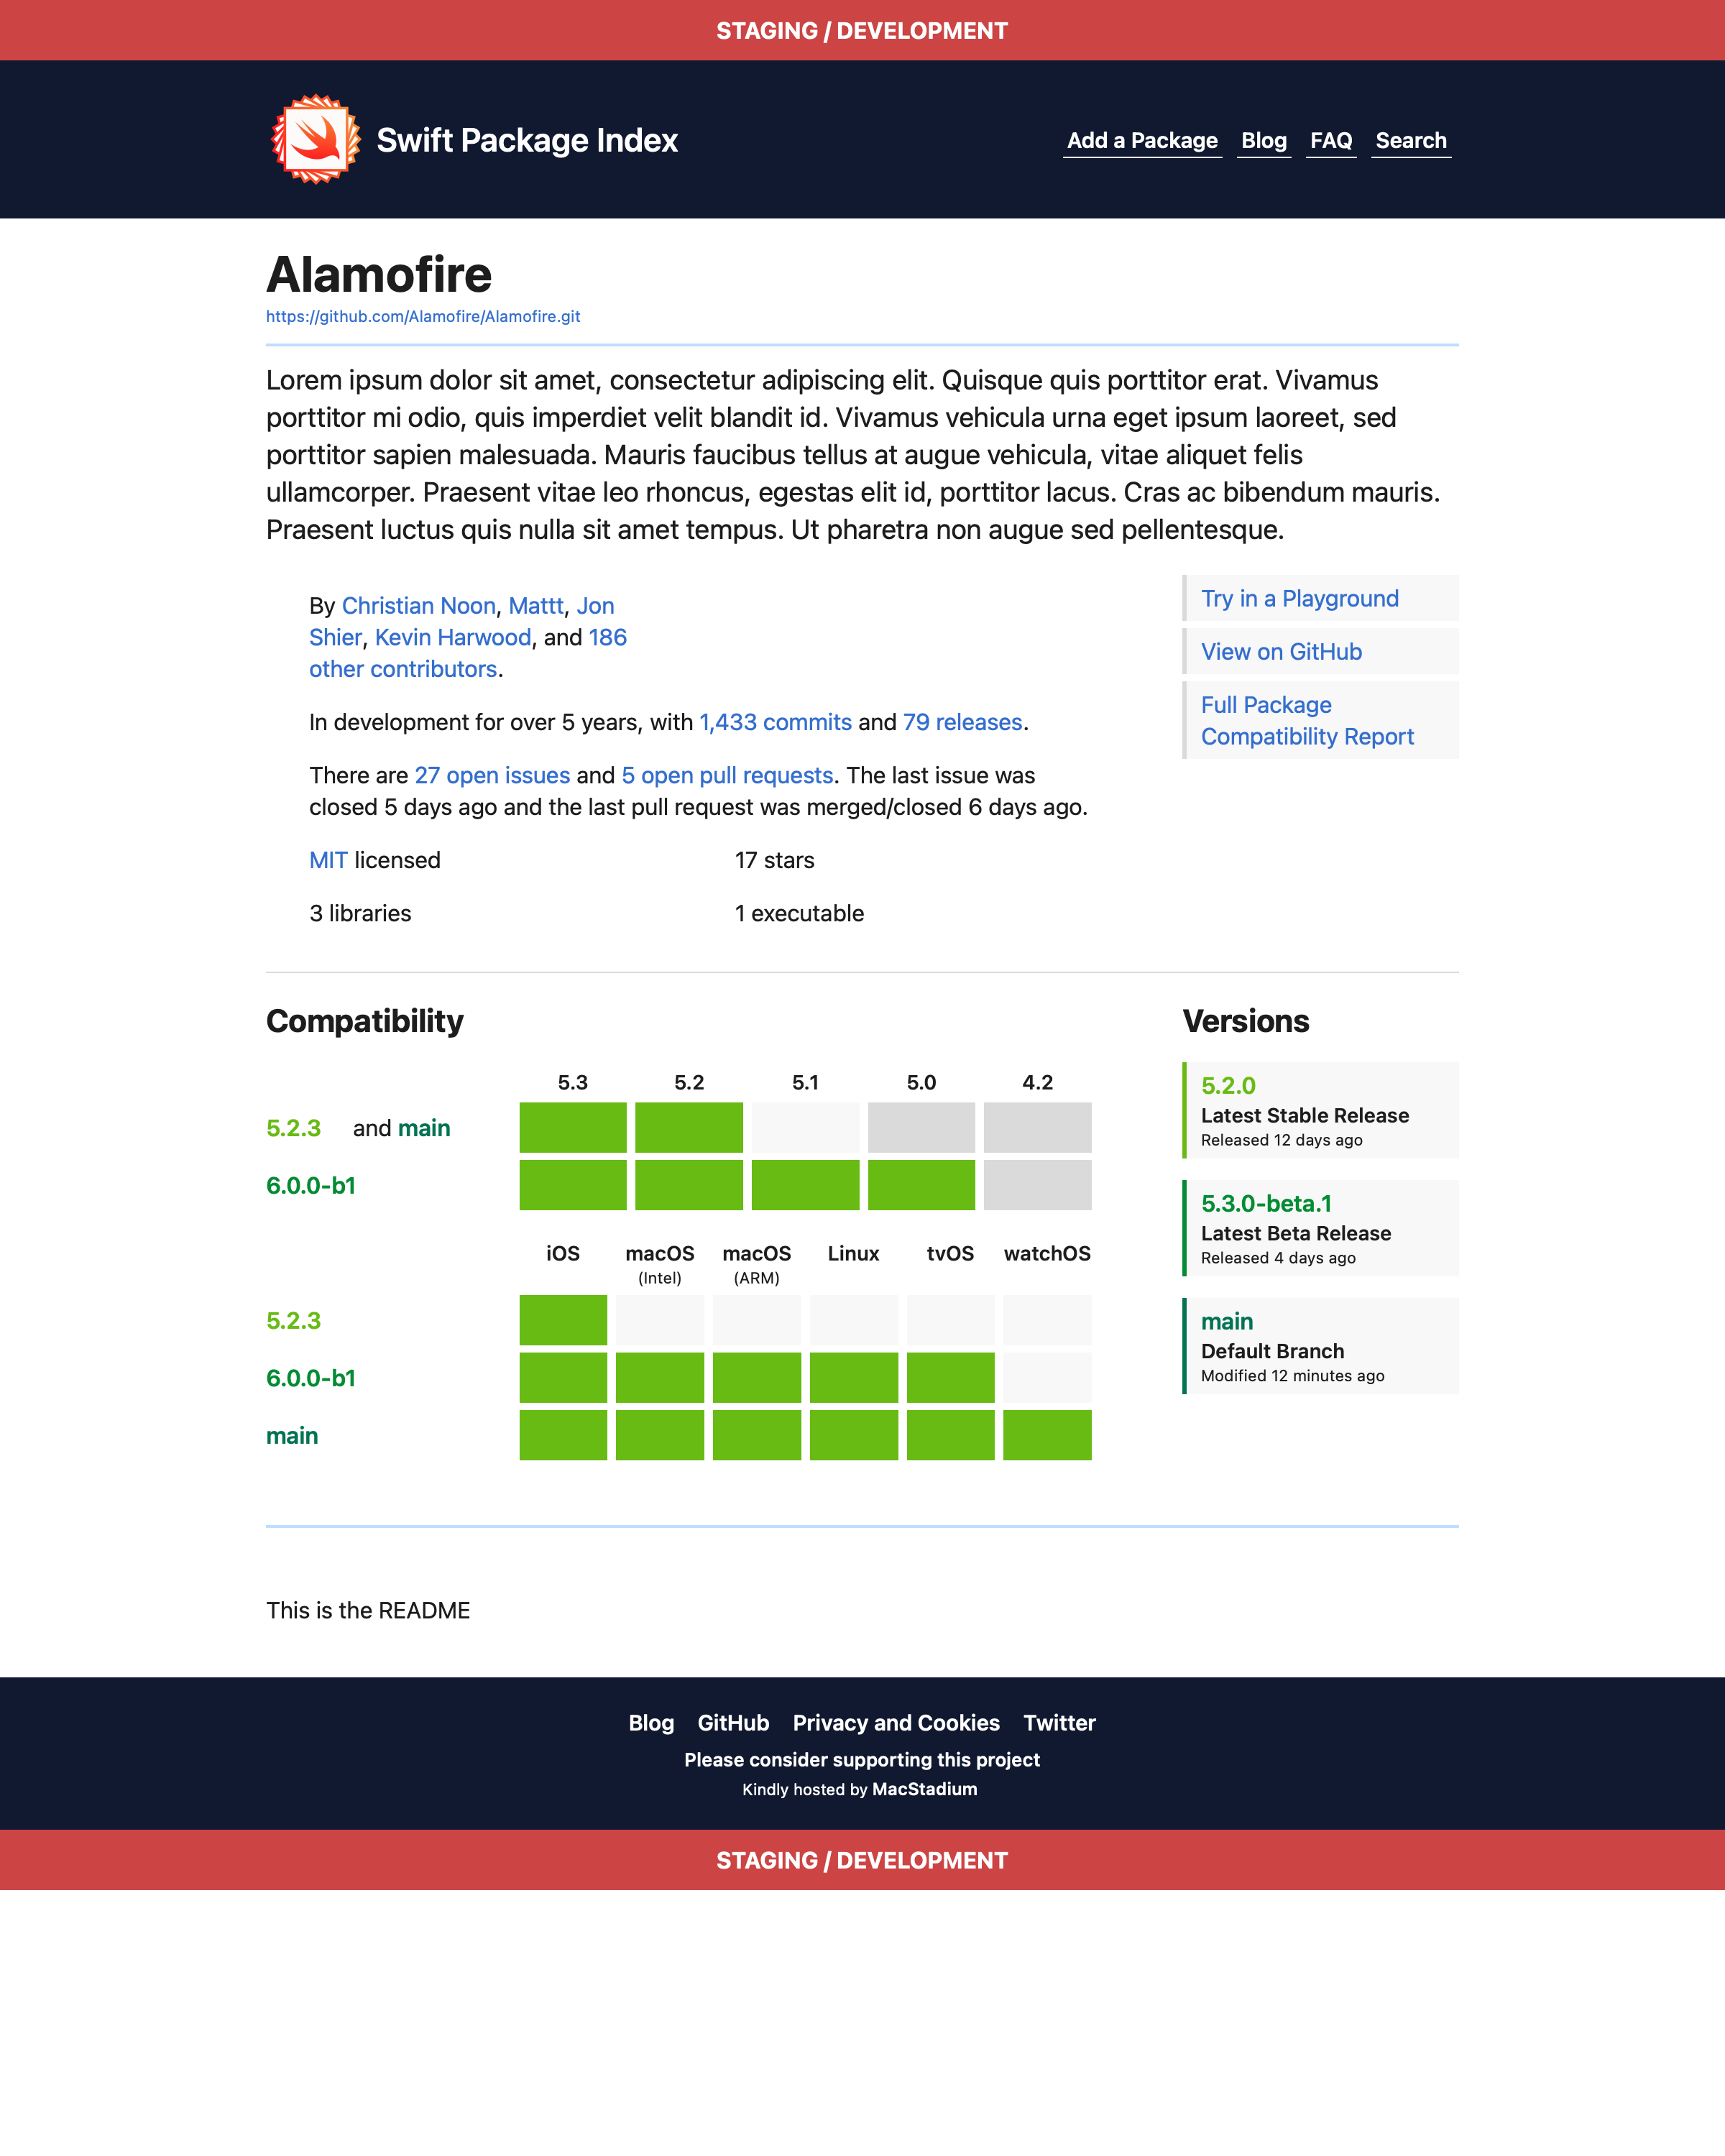 STAGING / DEVELOPMENT
Swift Package Index
Add a Package Blog FAQ Search
Alamofire
https://github.com/Alamofire/Alamofire.git
Lorem ipsum dolor sit amet, consectetur adipiscing elit. Quisque quis porttitor erat. Vivamus
porttitor mi odio, quis imperdiet velit blandit id. Vivamus vehicula urna eget ipsum laoreet, sed
porttitor sapien malesuada. Mauris faucibus tellus at augue vehicula, vitae aliquet felis
ullamcorper. Praesent vitae leo rhoncus, egestas elit id, porttitor lacus. Cras ac bibendum mauris.
Praesent luctus quis nulla sit amet tempus. Ut pharetra non augue sed pellentesque.
By Christian Noon, Mattt, Jon
Shier, Kevin Harwood, and 186
other contributors.
In development for over 5 years, with 1,433 commits and 79 releases.
There are 27 open issues and 5 open pull requests. The last issue was
closed 5 days ago and the last pull request was merged/closed 6 days ago.
MIT licensed
17 stars
3 libraries
1 executable
Try in a Playground
View on GitHub
Full Package
Compatibility Report
Compatibility
5.3 5.2 5.1 5.0 4.2
5.2.3 and main
6.0.0-b1
iOS macOS macOS Linux tvOS watchOS
(Intel) (ARM)
5.2.3
6.0.0-b1
main
Versions
5.2.0
Latest Stable Release
Released 12 days ago
5.3.0-beta.1
Latest Beta Release
Released 4 days ago
main
Default Branch
Modified 12 minutes ago
This is the README
Blog GitHub Privacy and Cookies Twitter
Please consider supporting this project
Kindly hosted by MacStadium
STAGING / DEVELOPMENT